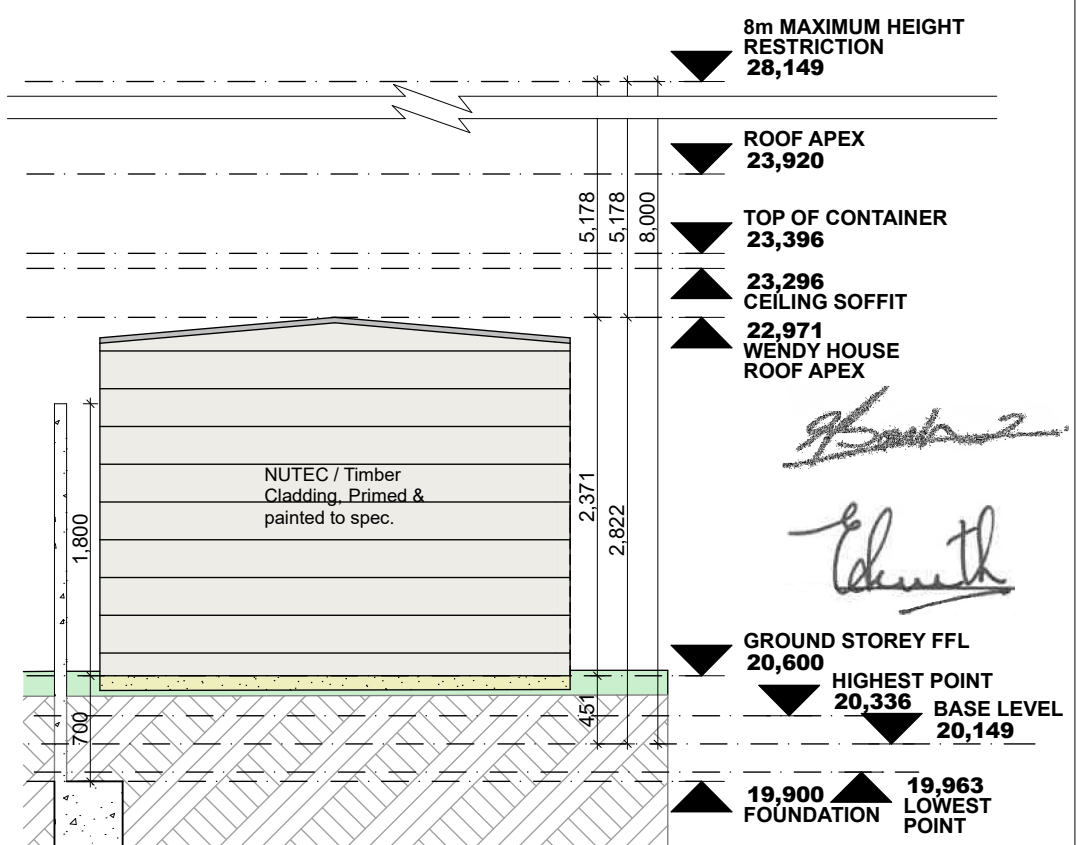 8m MAXIMUM HEIGHT
RESTRICTION
28,149
ROOF APEX
23,920
TOP OF CONTAINER
23,396
23,296
CEILING SOFFIT
22,971
WENDY HOUSE
ROOF APEX
5,178
5,178
8,000
NUTEC / Timber
Cladding, Primed &
painted to spec.
1,800
2,371
2,822
GROUND STOREY FFL
20,600
HIGHEST POINT
20,336
BASE LEVEL
20,149
700
451
19,900
FOUNDATION
19,963
LOWEST
POINT